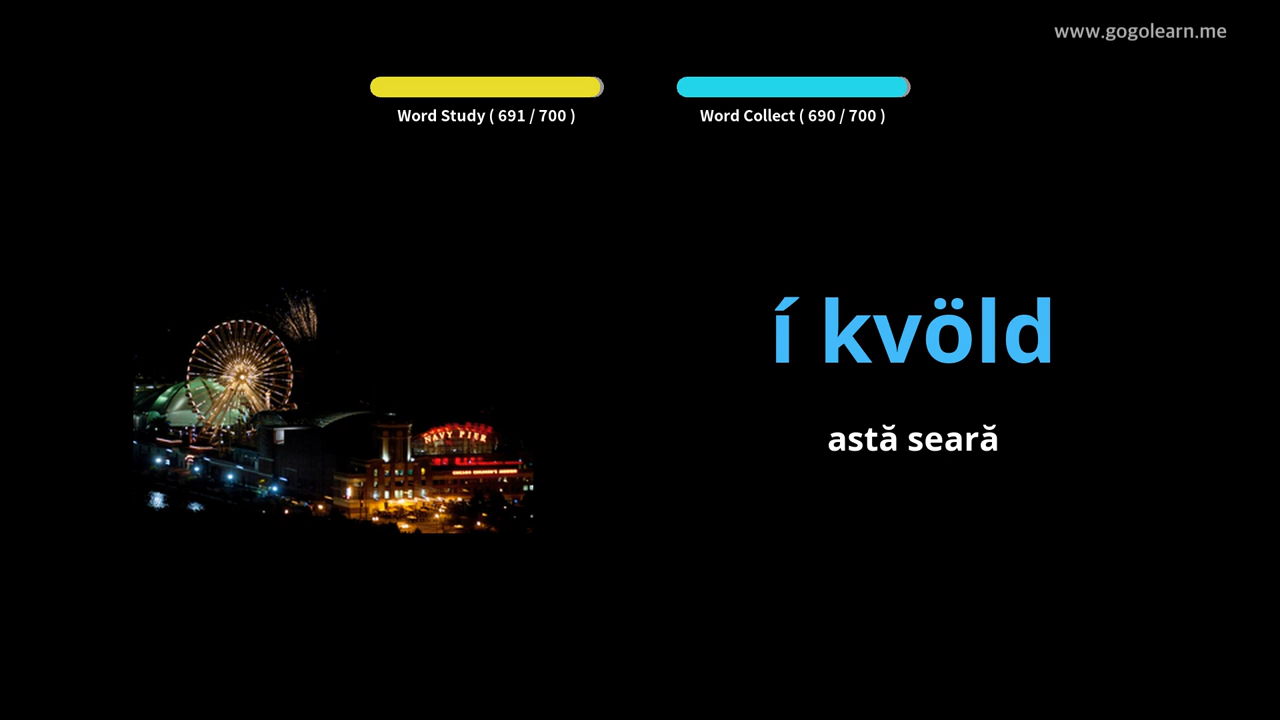 www.gogolearn.me
Word Study ( 691 / 700 )
Word Collect ( 690 / 700 )
í kvöld
astă seară
NAVY PIER